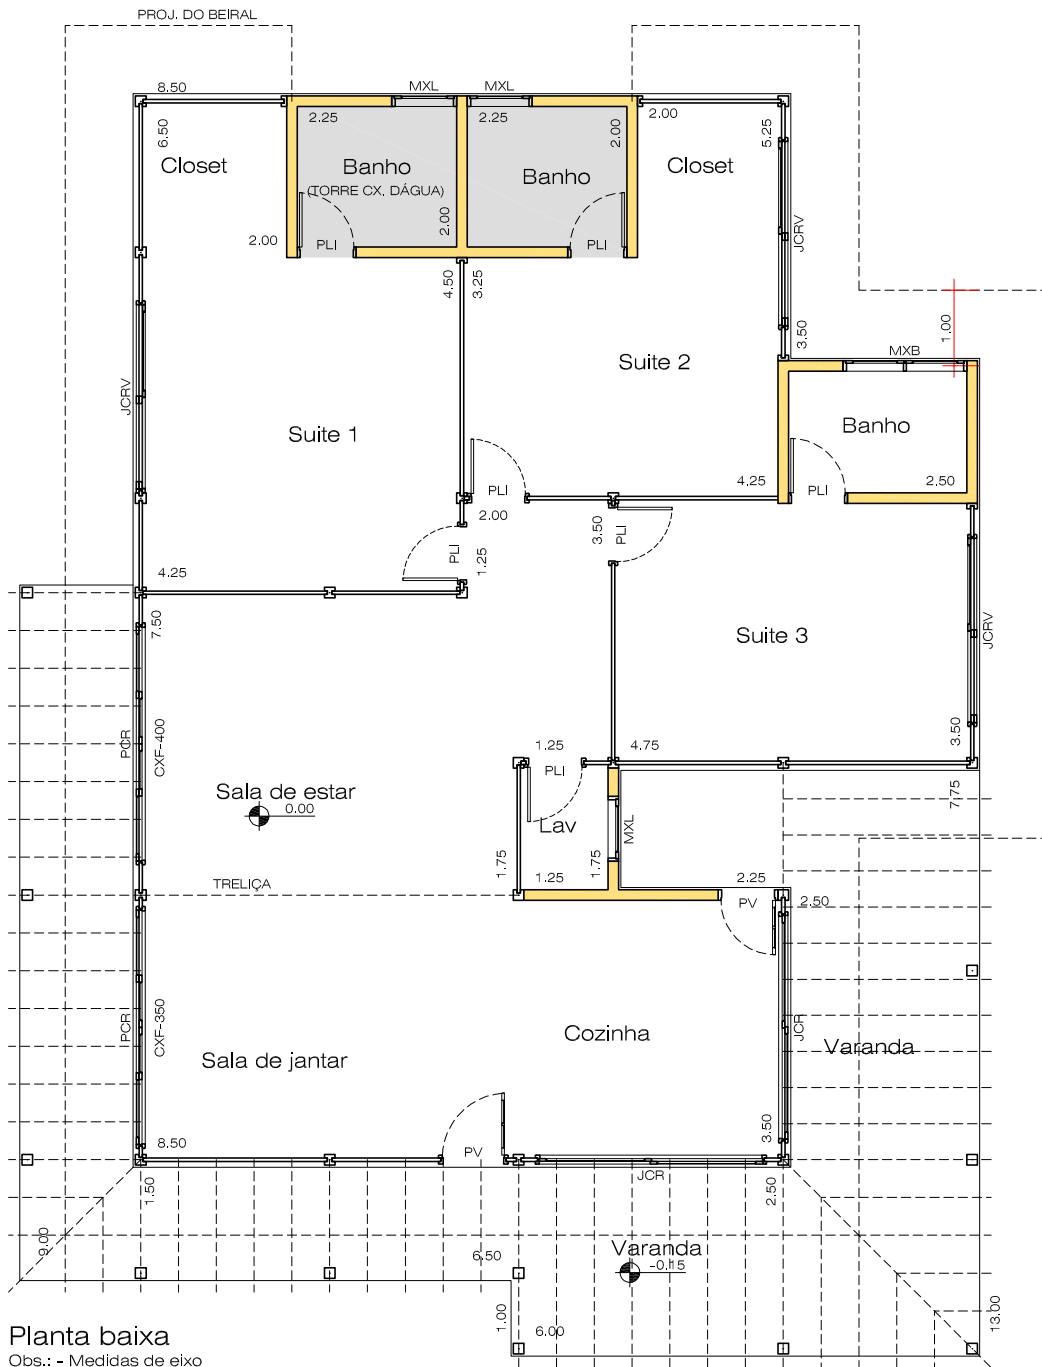 PROJ. DO BEIRAL
8.50
MXL
MXL
6.50
2.25
2.25
2.00
2.00
5.25
Closet
Banho
(TORRE CX. DÁGUA)
Banho
Closet
2.00
2.00
PLI
PLI
JCRV
4.50
3.25
3.50
1.00
MXB
Suite 2
JCRV
Suite 1
Banho
4.25
2.50
PLI
PLI
2.00
3.50
PLI
PLI
1.25
4.25
7.50
Suite 3
JCRV
PCR
CXF-400
1.25
4.75
3.50
PLI
Sala de estar
0.00
7.75
Lav
MXL
1.75
1.75
TRELIÇA
1.25
2.25
PV
2.50
PCR
CXF-350
JCR
Cozinha
Varanda
Sala de jantar
8.50
3.50
PV
JCR
1.50
2.50
9.00
6.50
Varanda
-0.15
1.00
6.00
13.00
Planta baixa
Obs.: - Medidas de eixo